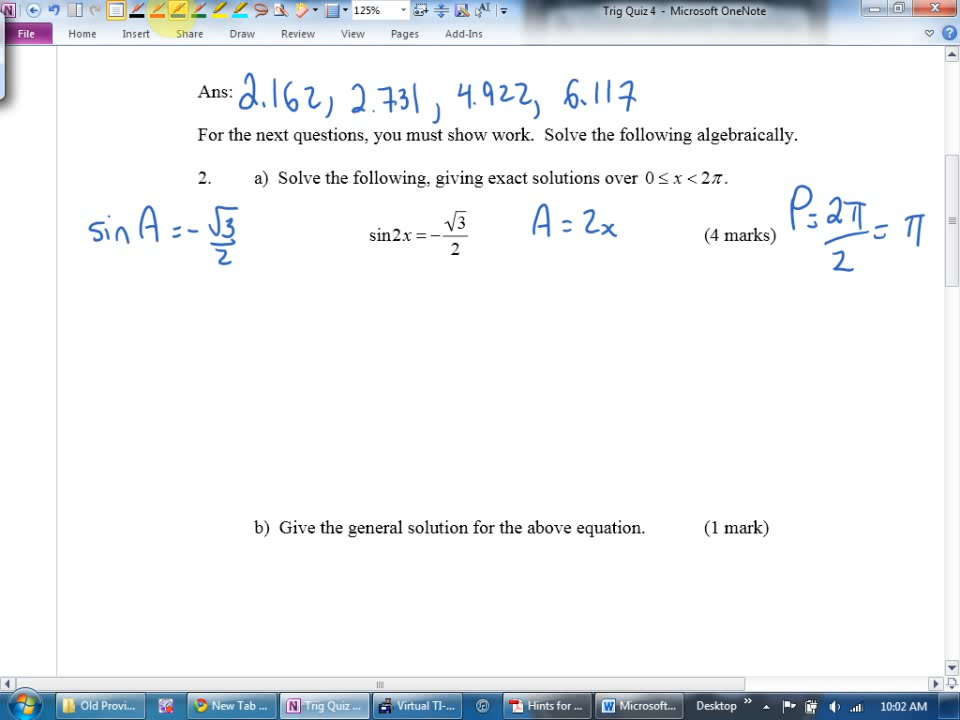 125%
Trig Quiz 4 - Microsoft OneNote
File Home Insert Share Draw Review View Pages Add-Ins
Ans: 2.162, 2.731, 4.922, 6.117
For the next questions, you must show work. Solve the following algebraically.
2. a) Solve the following, giving exact solutions over 0 ≤ x < 2π.
sin A = -√3/2 sin 2x = -√3/2 A = 2x (4 marks) P = 2π/2 = π
b) Give the general solution for the above equation. (1 mark)
Old Provi... New Tab ... Trig Quiz ... Virtual TI-... Hints for ... Microsoft... Desktop » 10:02 AM